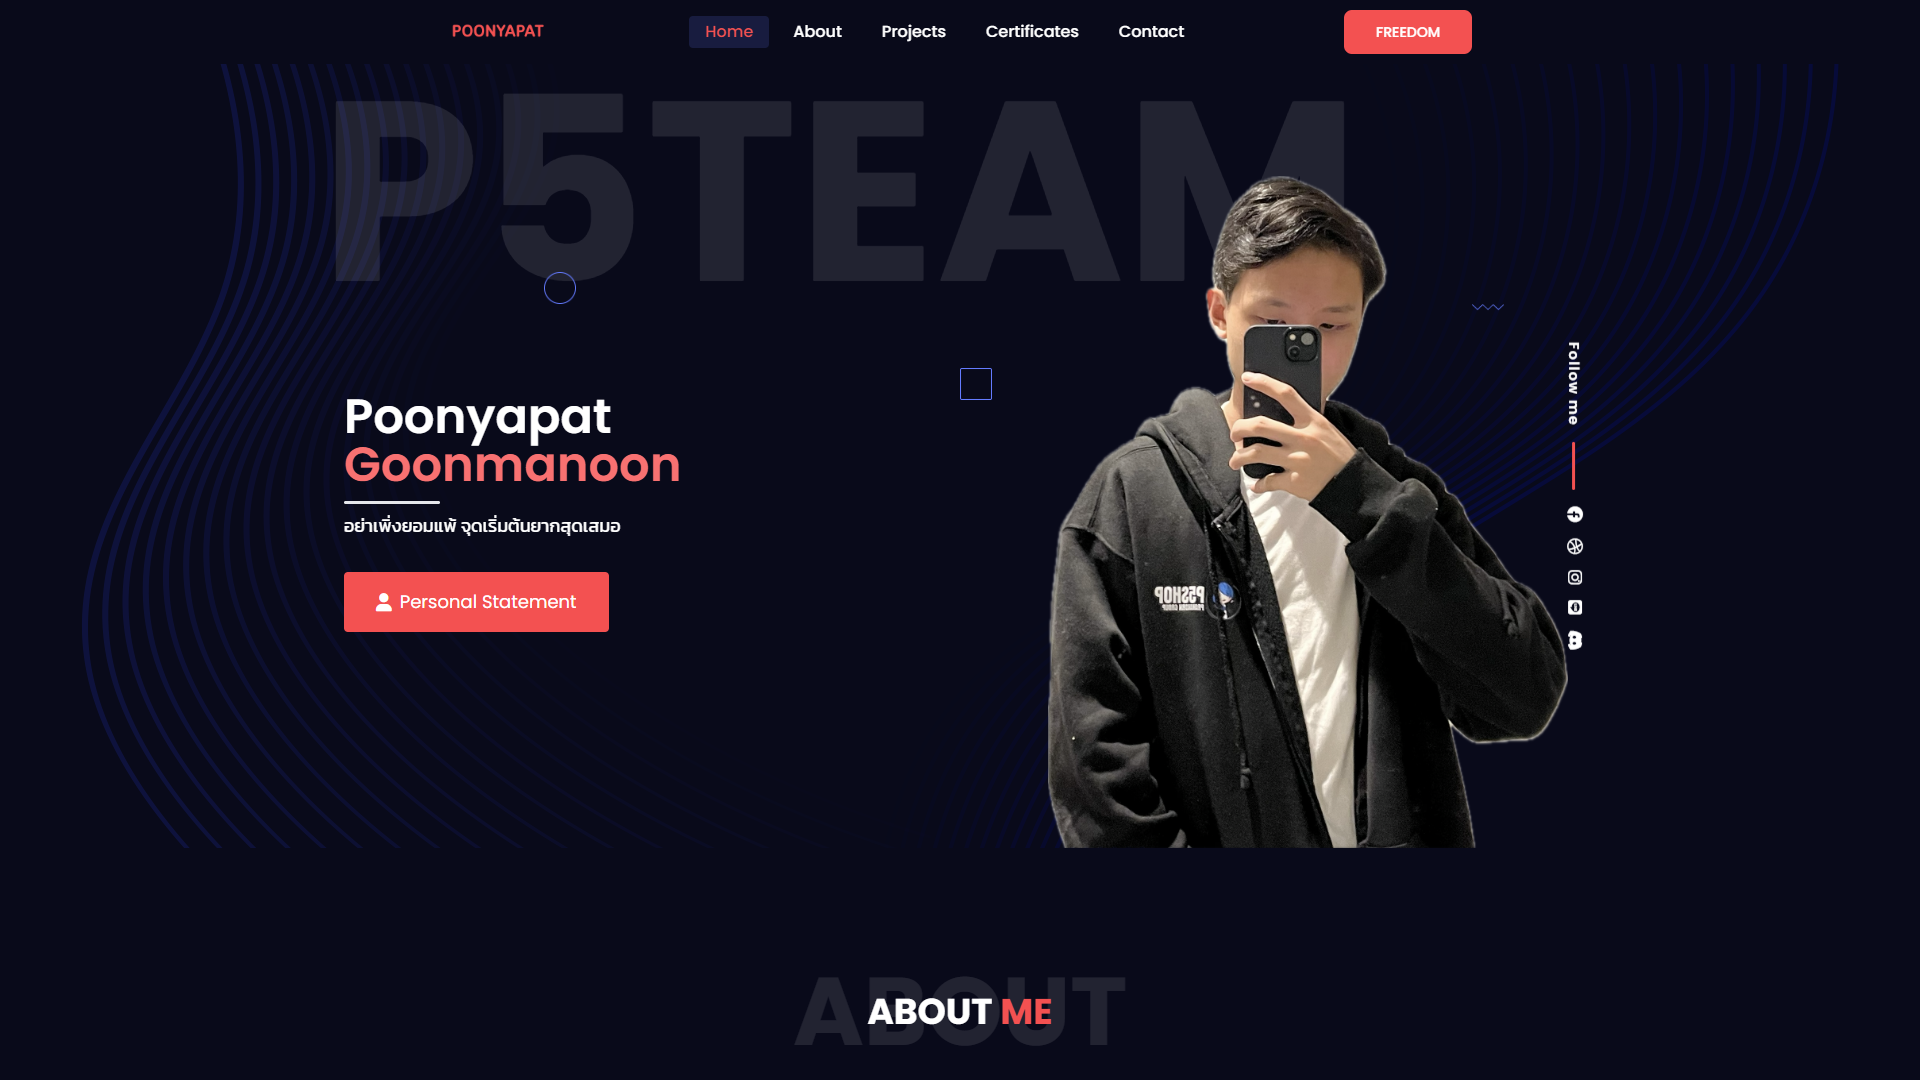 POONYAPAT
Home About Projects Certificates Contact
FREEDOM
P5TEAM
Poonyapat
Goonmanoon
อย่าเพิ่งยอมแพ้ จุดเริ่มต้นยากสุดเสมอ
Personal Statement
Follow me
P5SHOP
ABOUT
ABOUT ME